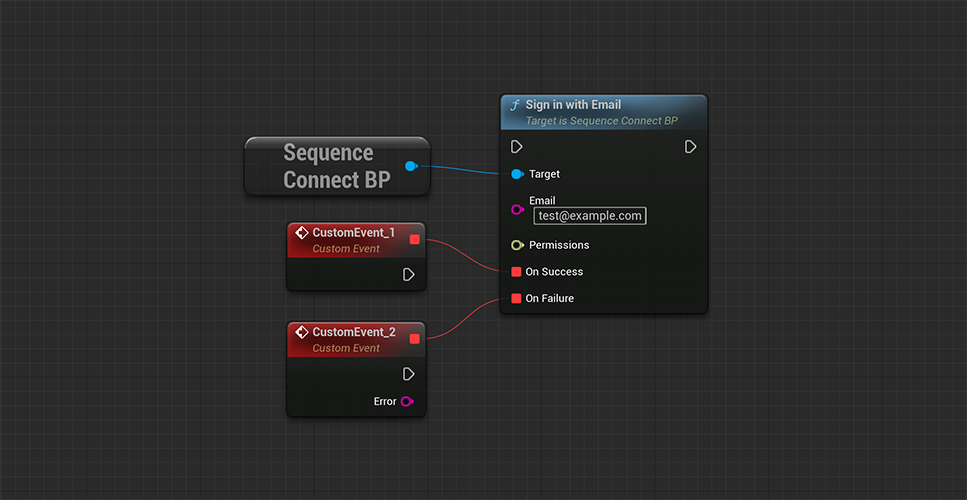 Sign in with Email
Target is Sequence Connect BP
Sequence
Connect BP
Target
Email
test@example.com
Permissions
On Success
On Failure
CustomEvent_1
Custom Event
CustomEvent_2
Custom Event
Error